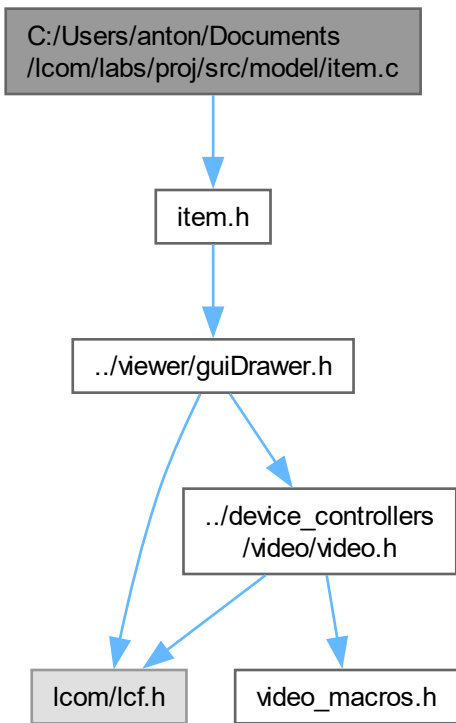 C:/Users/anton/Documents
/lcom/labs/proj/src/model/item.c
item.h
../viewer/guiDrawer.h
../device_controllers
/video/video.h
lcom/lcf.h
video_macros.h